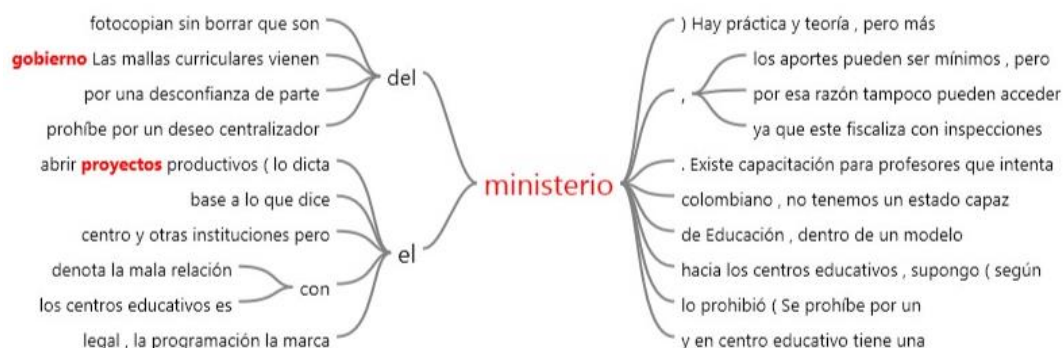 fotocopian sin borrar que son
gobierno Las mallas curriculares vienen
por una desconfianza de parte
prohíbe por un deseo centralizador
del
abrir proyectos productivos ( lo dicta
base a lo que dice
centro y otras instituciones pero
denota la mala relación
los centros educativos es
con
legal , la programación la marca
el
ministerio
) Hay práctica y teoría , pero más
,
los aportes pueden ser mínimos , pero
por esa razón tampoco pueden acceder
ya que este fiscaliza con inspecciones
. Existe capacitación para profesores que intenta
colombiano , no tenemos un estado capaz
de Educación , dentro de un modelo
hacia los centros educativos , supongo ( según
lo prohibió ( Se prohíbe por un
y en centro educativo tiene una